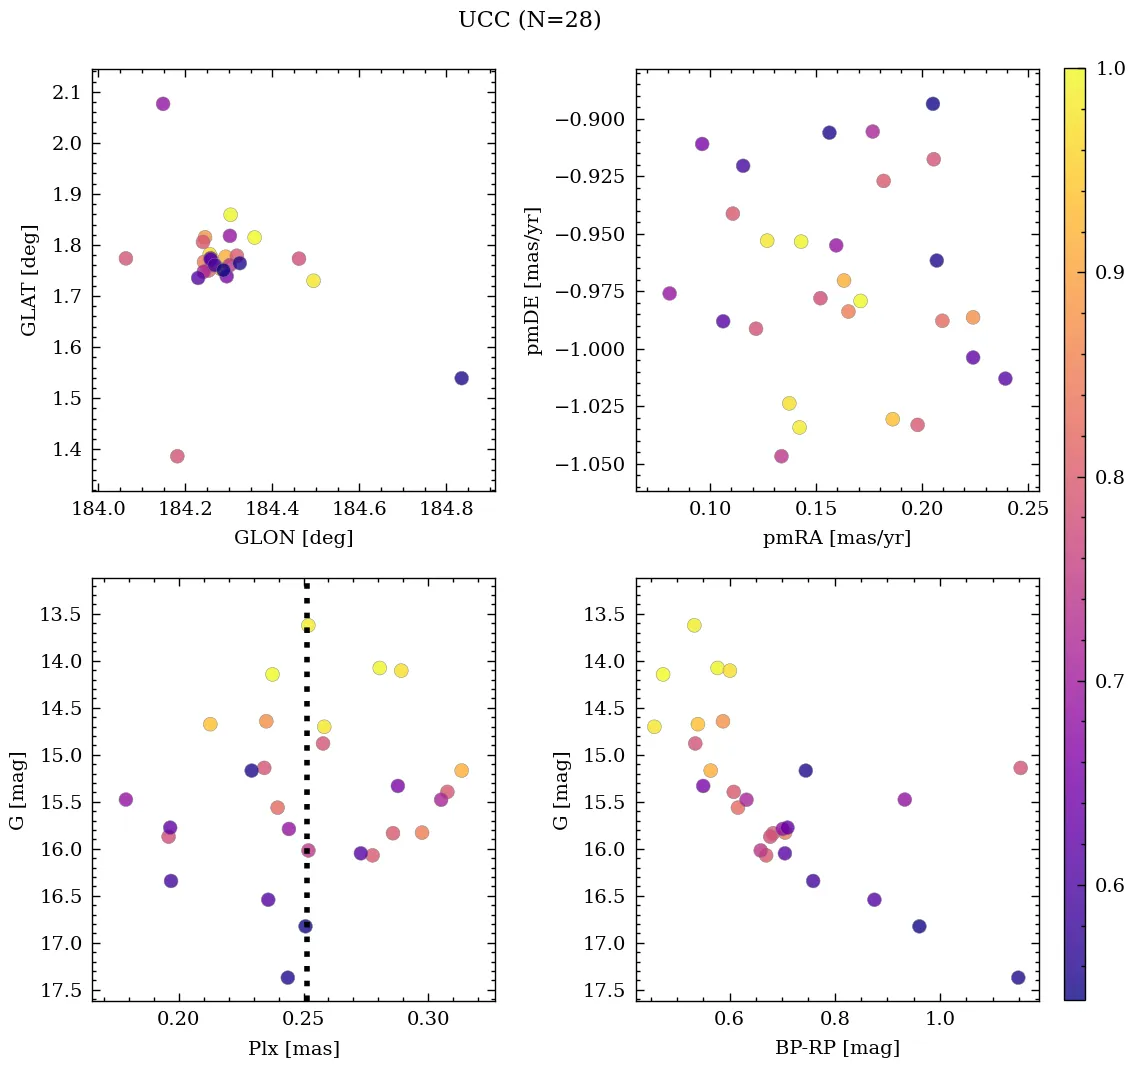 UCC (N=28)
2.1
2.0
1.9
1.8
1.7
1.6
1.5
1.4
GLAT [deg]
184.0 184.2 184.4 184.6 184.8
GLON [deg]
−0.900
−0.925
−0.950
−0.975
−1.000
−1.025
−1.050
pmDE [mas/yr]
0.10 0.15 0.20 0.25
pmRA [mas/yr]
13.5
14.0
14.5
15.0
15.5
16.0
16.5
17.0
17.5
G [mag]
0.20 0.25 0.30
Plx [mas]
13.5
14.0
14.5
15.0
15.5
16.0
16.5
17.0
17.5
G [mag]
0.6 0.8 1.0
BP-RP [mag]
1.0
0.9
0.8
0.7
0.6